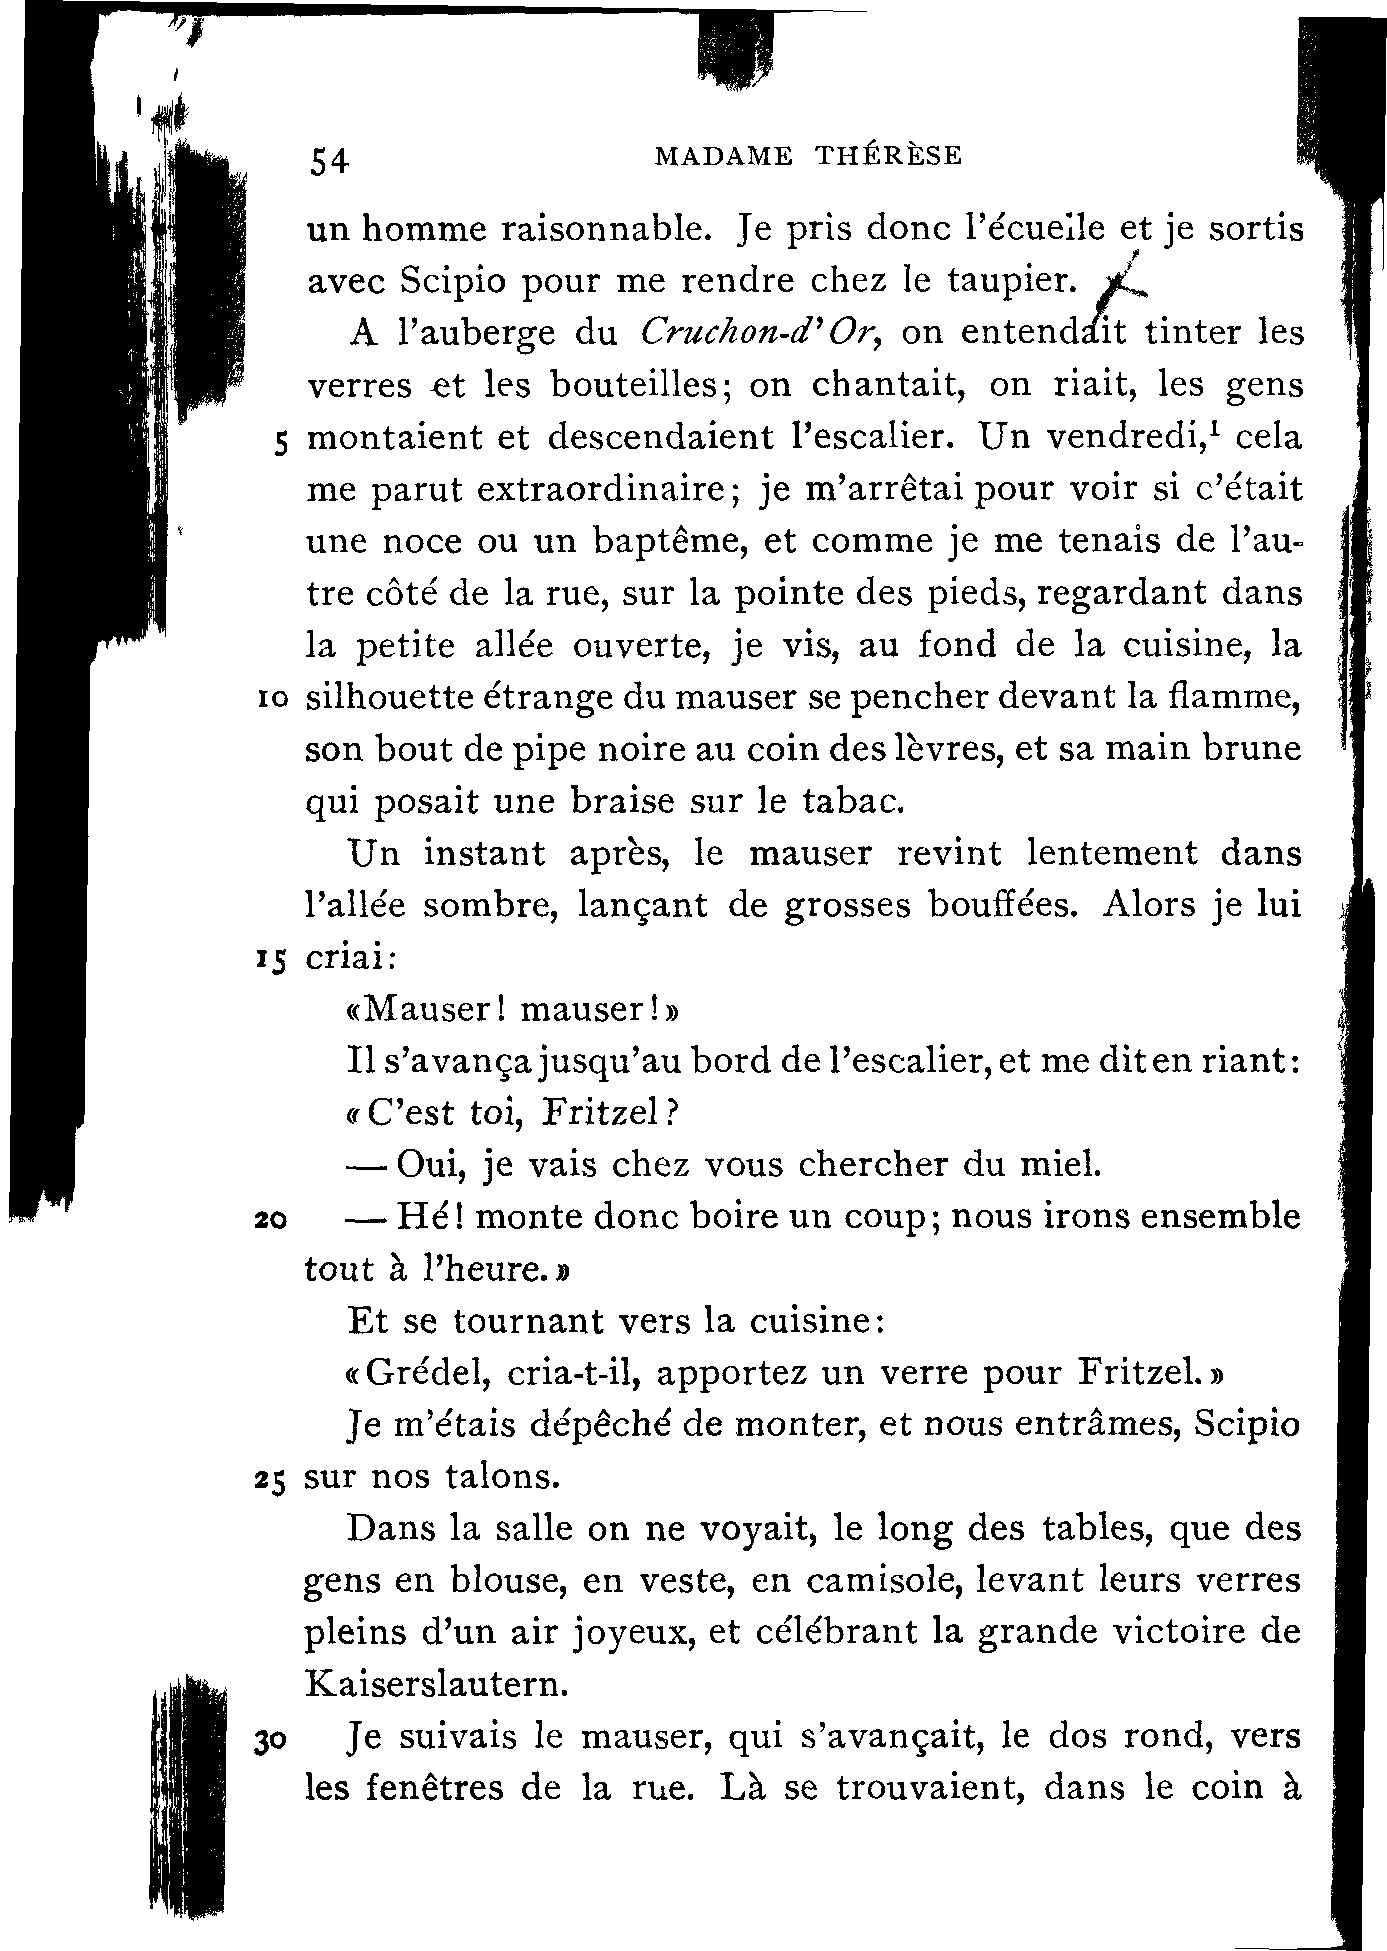 54 MADAME THÉRÈSE
un homme raisonnable. Je pris donc l'écuelle et je sortis
avec Scipio pour me rendre chez le taupier.
A l'auberge du Cruchon-d'Or, on entendait tinter les
verres et les bouteilles; on chantait, on riait, les gens
5 montaient et descendaient l'escalier. Un vendredi,¹ cela
me parut extraordinaire; je m'arrêtai pour voir si c'était
une noce ou un baptême, et comme je me tenais de l'au-
tre côté de la rue, sur la pointe des pieds, regardant dans
la petite allée ouverte, je vis, au fond de la cuisine, la
10 silhouette étrange du mauser se pencher devant la flamme,
son bout de pipe noire au coin des lèvres, et sa main brune
qui posait une braise sur le tabac.
Un instant après, le mauser revint lentement dans
l'allée sombre, lançant de grosses bouffées. Alors je lui
15 criai:
«Mauser! mauser!»
Il s'avança jusqu'au bord de l'escalier, et me dit en riant:
«C'est toi, Fritzel?
— Oui, je vais chez vous chercher du miel.
20 — Hé! monte donc boire un coup; nous irons ensemble
tout à l'heure.»
Et se tournant vers la cuisine:
«Grédel, cria-t-il, apportez un verre pour Fritzel.»
Je m'étais dépêché de monter, et nous entrâmes, Scipio
25 sur nos talons.
Dans la salle on ne voyait, le long des tables, que des
gens en blouse, en veste, en camisole, levant leurs verres
pleins d'un air joyeux, et célébrant la grande victoire de
Kaiserslautern.
30 Je suivais le mauser, qui s'avançait, le dos rond, vers
les fenêtres de la rue. Là se trouvaient, dans le coin à